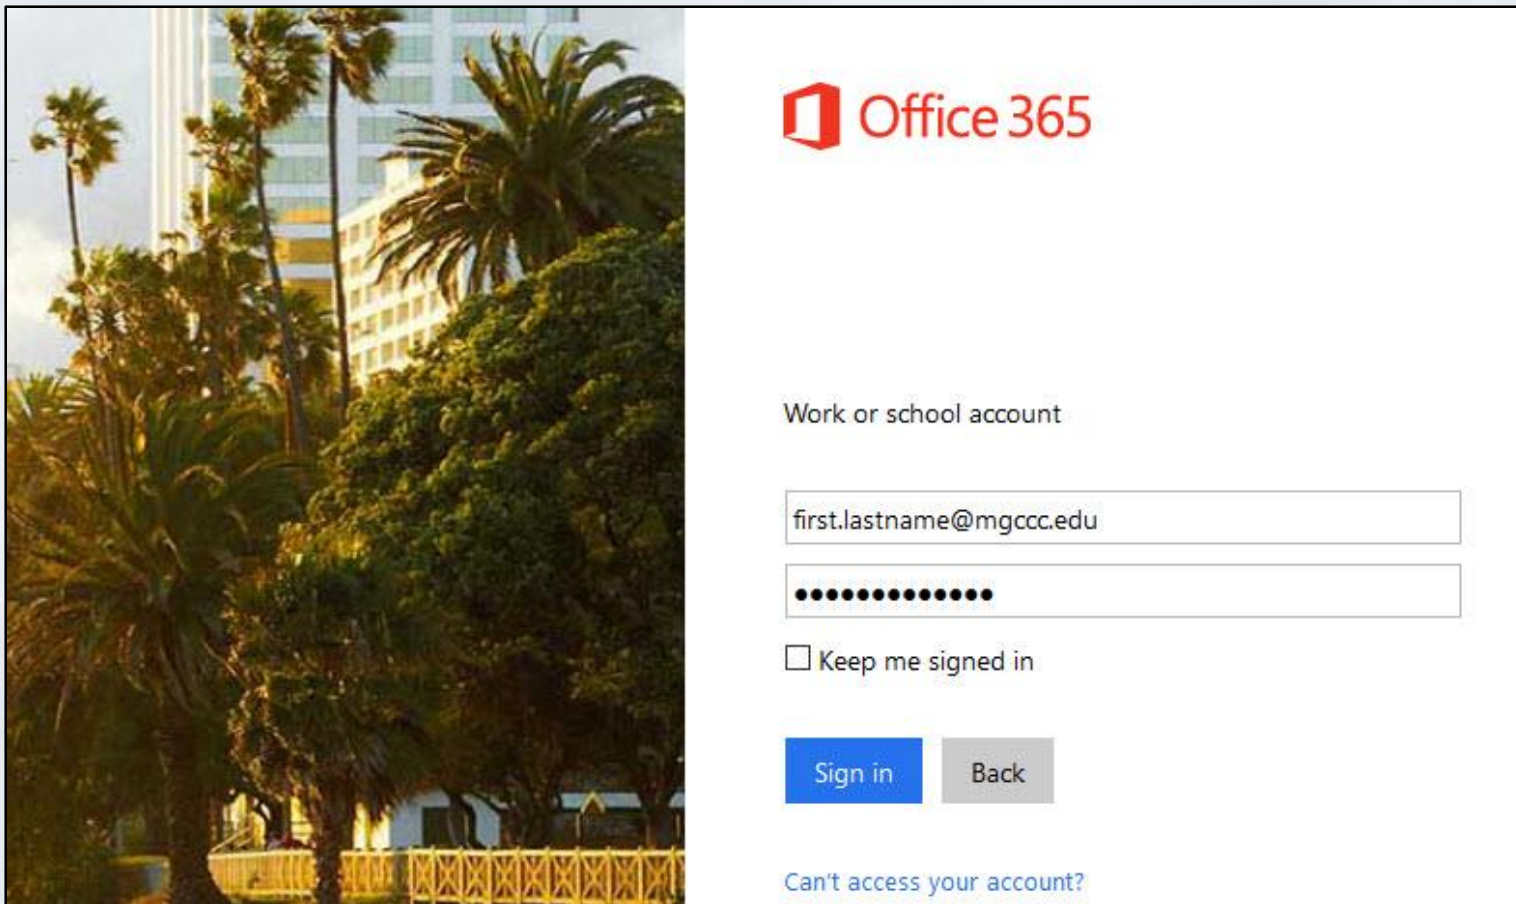 Office 365
Work or school account
first.lastname@mgccc.edu
•••••••••••••
Keep me signed in
Sign in
Back
Can't access your account?